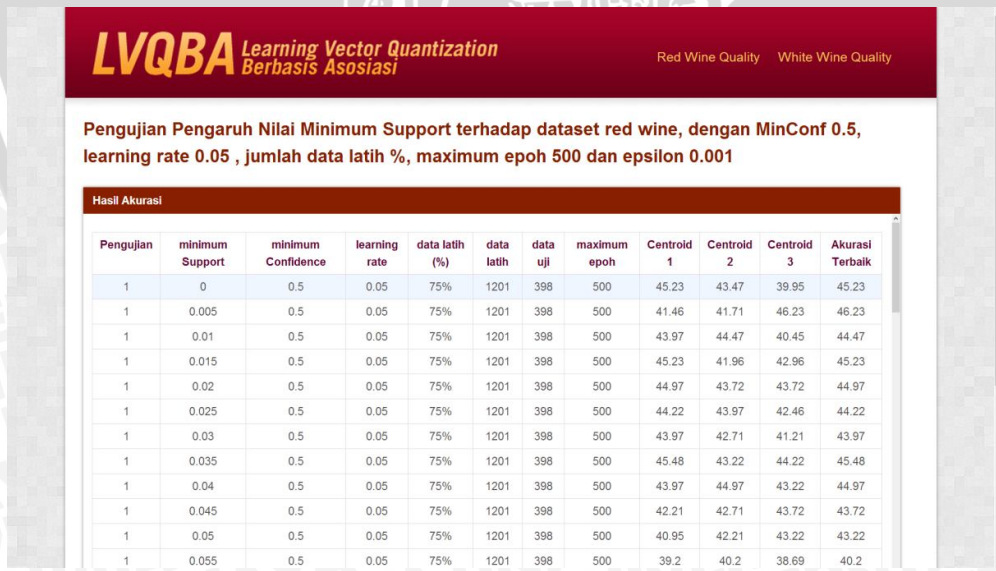 LVQBA Learning Vector Quantization
Berbasis Asosiasi
Red Wine Quality White Wine Quality
Pengujian Pengaruh Nilai Minimum Support terhadap dataset red wine, dengan MinConf 0.5,
learning rate 0.05 , jumlah data latih %, maximum epoh 500 dan epsilon 0.001
Hasil Akurasi
Pengujian minimum Support minimum Confidence learning rate data latih (%) data latih data uji maximum epoh Centroid 1 Centroid 2 Centroid 3 Akurasi Terbaik
1 0 0.5 0.05 75% 1201 398 500 45.23 43.47 39.95 45.23
1 0.005 0.5 0.05 75% 1201 398 500 41.46 41.71 46.23 46.23
1 0.01 0.5 0.05 75% 1201 398 500 43.97 44.47 40.45 44.47
1 0.015 0.5 0.05 75% 1201 398 500 45.23 41.96 42.96 45.23
1 0.02 0.5 0.05 75% 1201 398 500 44.97 43.72 43.72 44.97
1 0.025 0.5 0.05 75% 1201 398 500 44.22 43.97 42.46 44.22
1 0.03 0.5 0.05 75% 1201 398 500 43.97 42.71 41.21 43.97
1 0.035 0.5 0.05 75% 1201 398 500 45.48 43.22 44.22 45.48
1 0.04 0.5 0.05 75% 1201 398 500 43.97 44.97 43.22 44.97
1 0.045 0.5 0.05 75% 1201 398 500 42.21 42.71 43.72 43.72
1 0.05 0.5 0.05 75% 1201 398 500 40.95 42.21 43.22 43.22
1 0.055 0.5 0.05 75% 1201 398 500 39.2 40.2 38.69 40.2